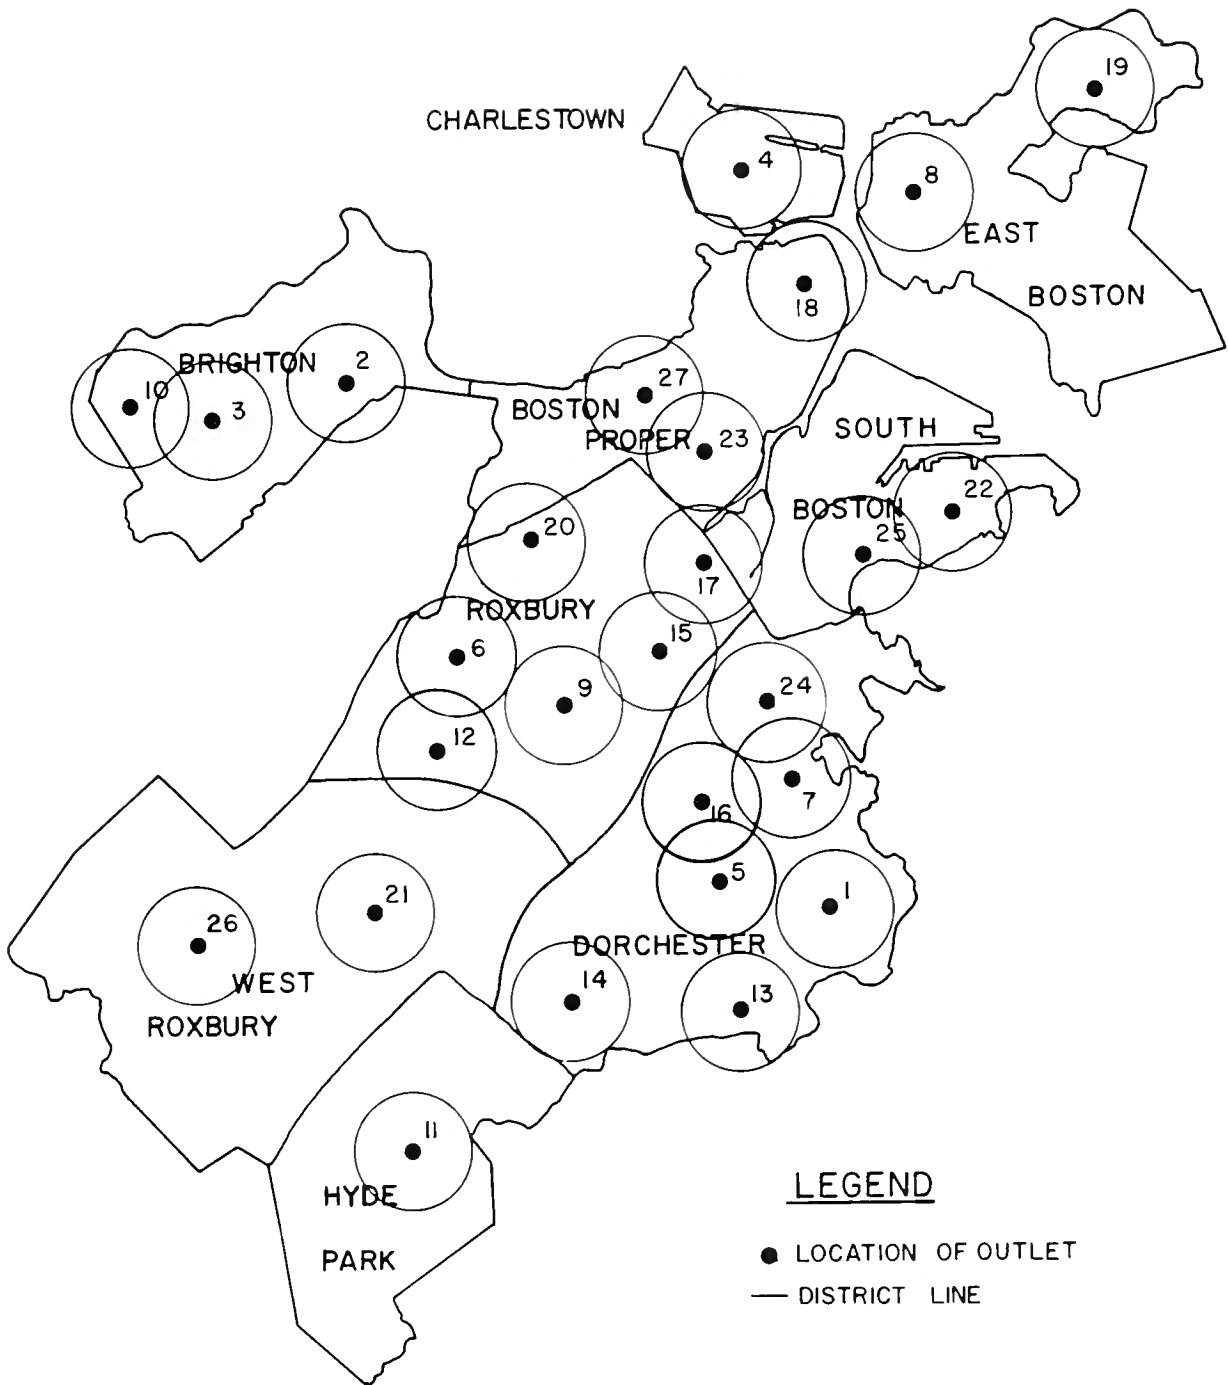 19
CHARLESTOWN
4
8
EAST
BOSTON
18
BRIGHTON
2
10
3
27
BOSTON
PROPER
23
SOUTH
BOSTON
22
25
20
17
ROXBURY
15
6
9
24
12
7
16
5
1
21
26
DORCHESTER
WEST
ROXBURY
14
13
11
HYDE
PARK
LEGEND
LOCATION OF OUTLET
DISTRICT LINE